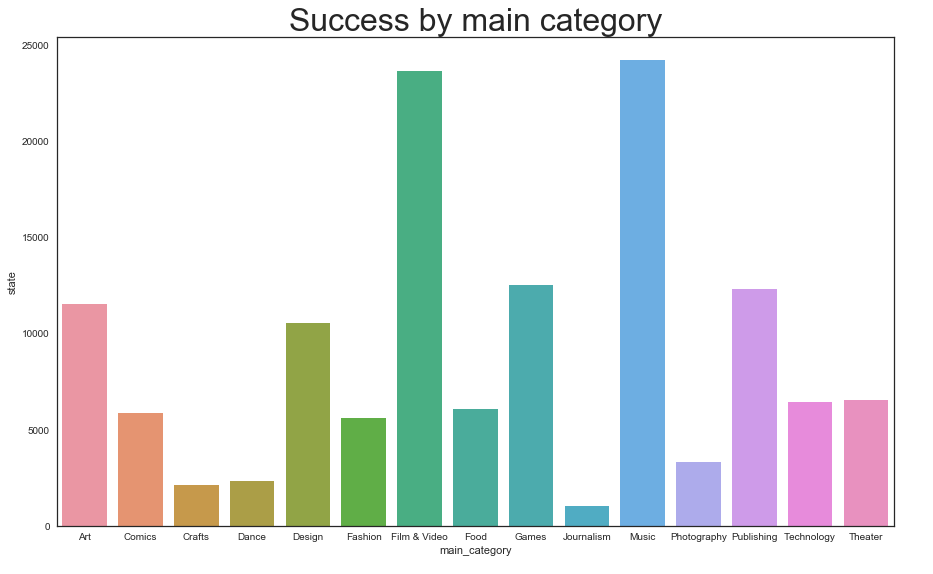 Success by main category
25000
20000
15000
10000
5000
0
state
Art Comics Crafts Dance Design Fashion Film & Video Food Games Journalism Music Photography Publishing Technology Theater
main_category